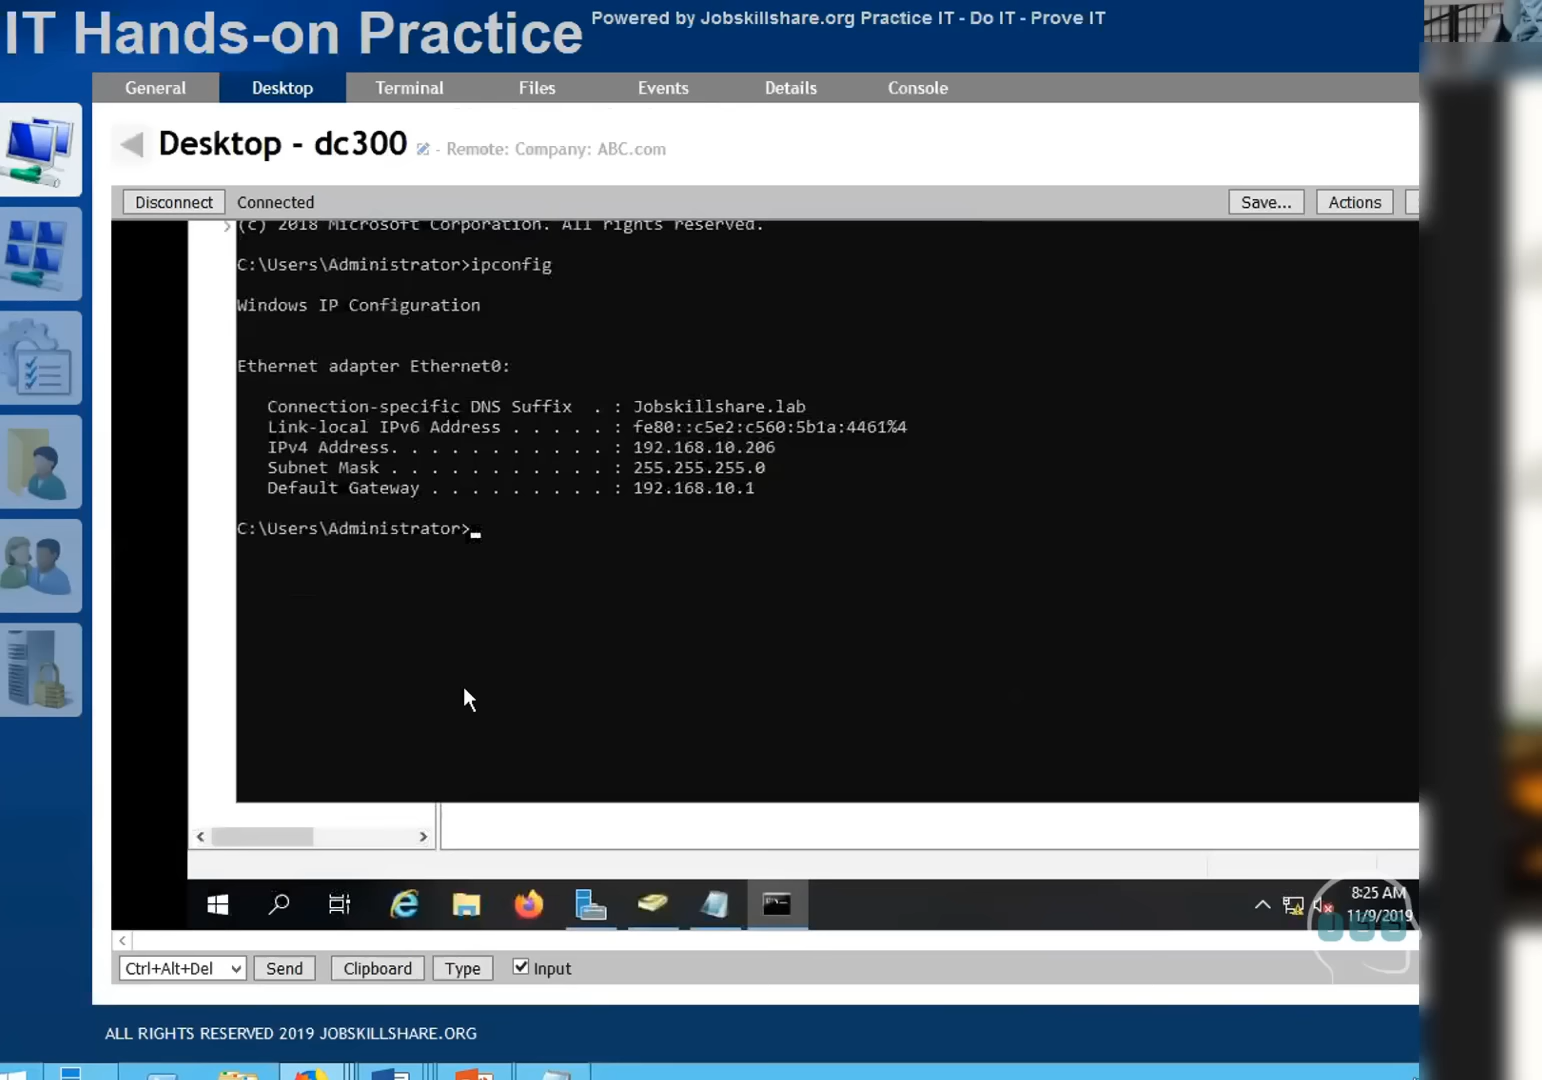 IT Hands-on Practice Powered by Jobskillshare.org Practice IT - Do IT - Prove IT
General Desktop Terminal Files Events Details Console
Desktop - dc300 - Remote: Company: ABC.com
Disconnect Connected Save... Actions
(c) 2018 Microsoft Corporation. All rights reserved.
C:\Users\Administrator>ipconfig
Windows IP Configuration
Ethernet adapter Ethernet0:
Connection-specific DNS Suffix . : Jobskillshare.lab
Link-local IPv6 Address . . . . . : fe80::c5e2:c560:5b1a:4461%4
IPv4 Address. . . . . . . . . . . : 192.168.10.206
Subnet Mask . . . . . . . . . . . : 255.255.255.0
Default Gateway . . . . . . . . . : 192.168.10.1
C:\Users\Administrator>
8:25 AM
11/9/2019
Ctrl+Alt+Del Send Clipboard Type Input
ALL RIGHTS RESERVED 2019 JOBSKILLSHARE.ORG